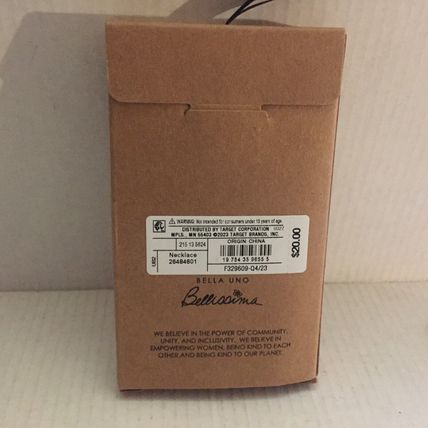 WARNING: Not intended for consumers under 13 years of age.
DISTRIBUTED BY TARGET CORPORATION
MPLS., MN 55403 ©2023 TARGET BRANDS, INC.
215 13 5624
ORIGIN: CHINA
Necklace
26484601
F329609-Q4/23
$20.00
BELLA UNO
Bellissima
WE BELIEVE IN THE POWER OF COMMUNITY,
UNITY, AND INCLUSIVITY. WE BELIEVE IN
EMPOWERING WOMEN, BEING KIND TO EACH
OTHER AND BEING KIND TO OUR PLANET.